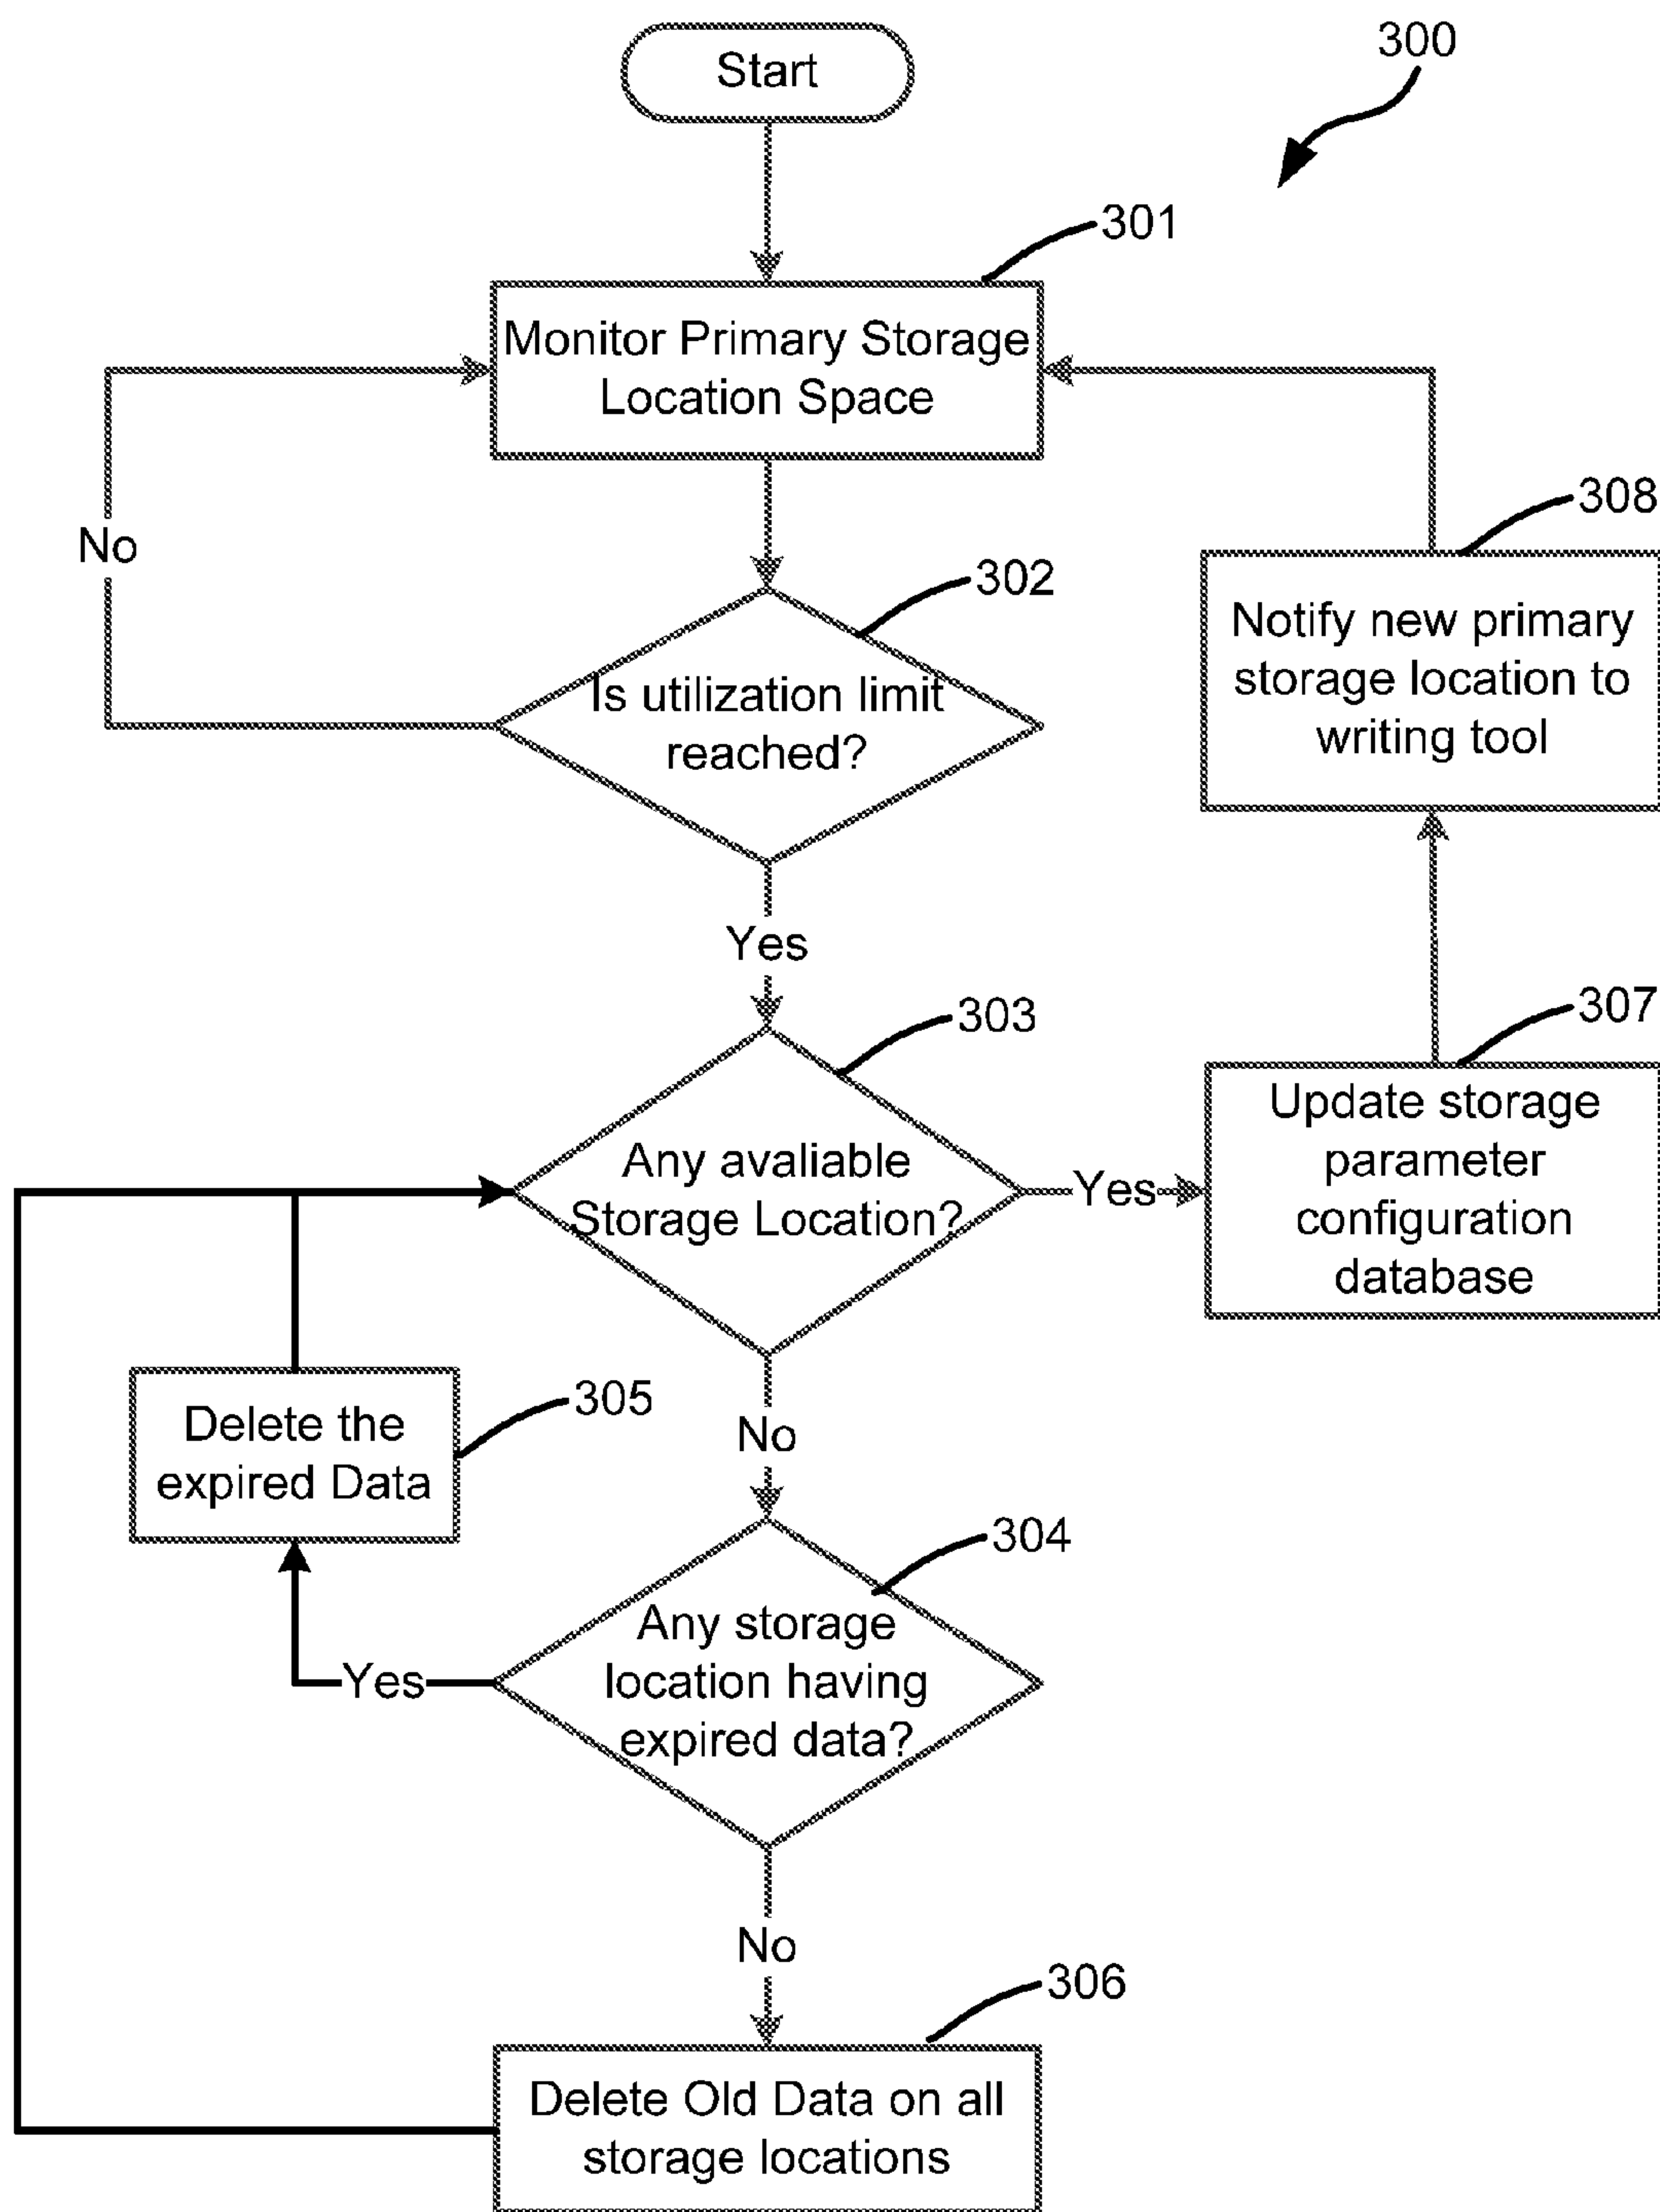 Start
300
301
Monitor Primary Storage
Location Space
No
302
Is utilization limit
reached?
308
Notify new primary
storage location to
writing tool
Yes
303
Any avaliable
Storage Location?
Yes
307
Update storage
parameter
configuration
database
305
Delete the
expired Data
No
304
Any storage
location having
expired data?
Yes
No
306
Delete Old Data on all
storage locations